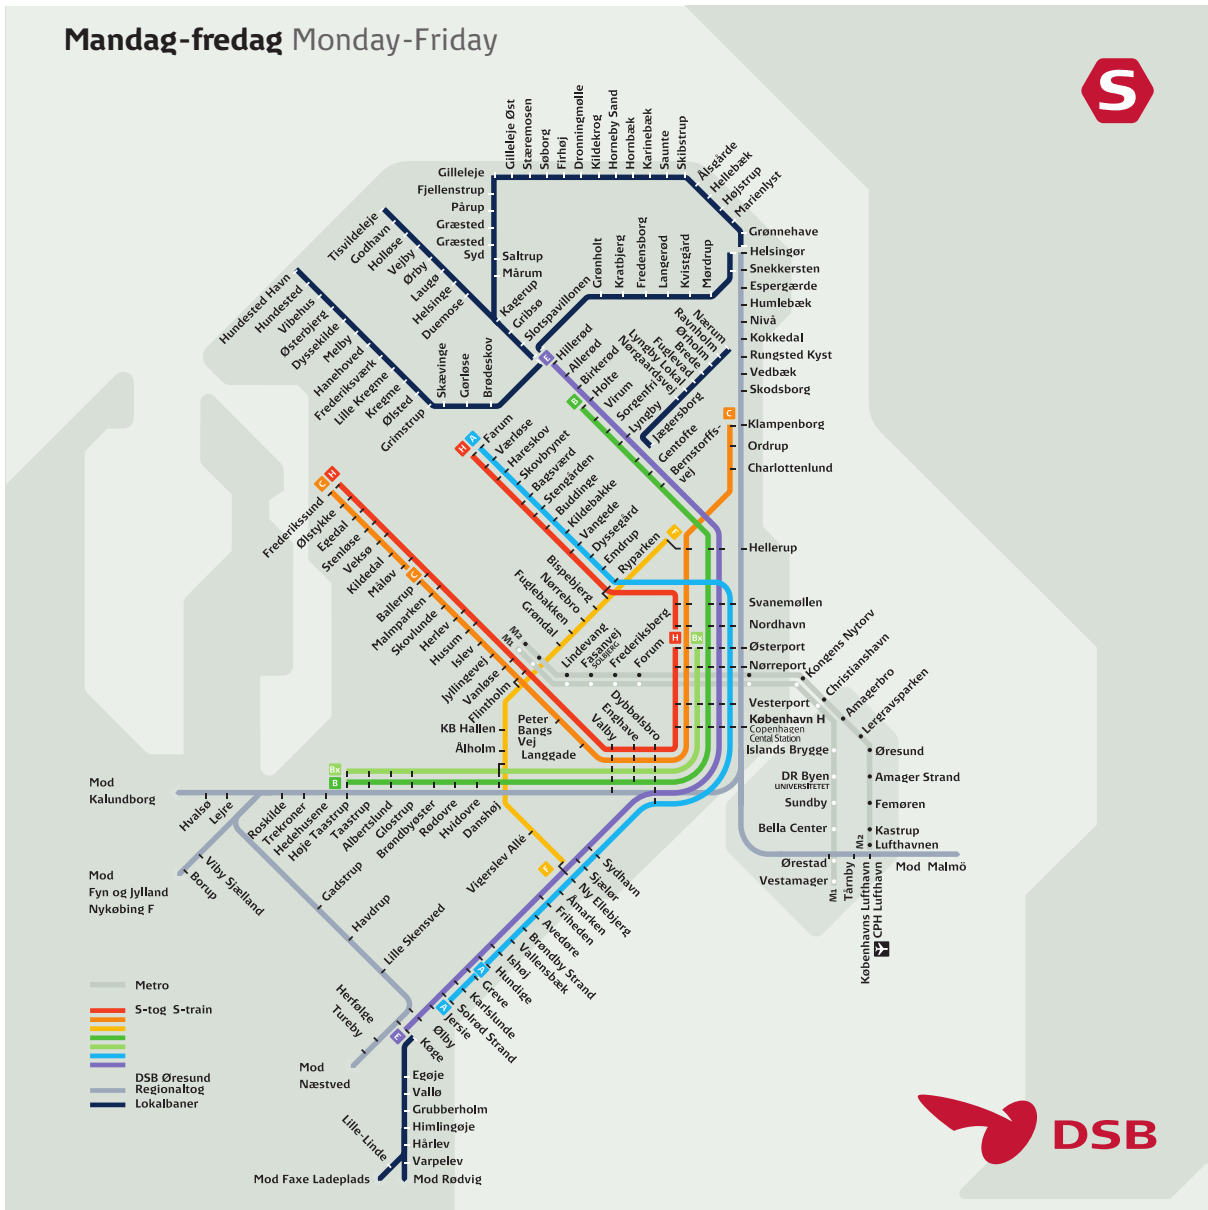 Mandag-fredag Monday-Friday
S
Gilleleje Øst
Stæremosen
Søborg
Firhøj
Dronningmølle
Kildekrog
Horneby Sand
Hornbæk
Karinebæk
Saunte
Skibstrup
Ålsgårde
Hellebæk
Højstrup
Marienlyst
Gilleleje
Fjellenstrup
Pårup
Græsted
Græsted
Syd
Saltrup
Mårum
Kagerup
Gribsø
Slotspavillonen
Tisvildeleje
Godhavn
Holløse
Vejby
Ørby
Laugø
Helsinge
Duemose
Grønholt
Kratbjerg
Fredensborg
Langerød
Kvistgård
Mørdrup
Grønnehave
Helsingør
Snekkersten
Espergærde
Humlebæk
Nivå
Kokkedal
Rungsted Kyst
Vedbæk
Skodsborg
Klampenborg
Ordrup
Charlottenlund
Hellerup
Svanemøllen
Nordhavn
Østerport
Nørreport
Vesterport
København H
Copenhagen
Cental Station
Hundested Havn
Hundested
Vibehus
Østerbjerg
Dyssekilde
Melby
Hanehoved
Frederiksværk
Lille Kregme
Kregme
Ølsted
Grimstrup
Skævinge
Gørløse
Brødeskov
E
Hillerød
Allerød
Birkerød
Holte
Virum
Sorgenfri
Lyngby
Jægersborg
Gentofte
Bernstorffs-
vej
B
Nærum
Ravnholm
Ørholm
Brede
Fuglevad
Lyngby Lokal
Nørgaardsvej
C
H
A
Farum
Værløse
Hareskov
Skovbrynet
Bagsværd
Stengården
Buddinge
Kildebakke
Vangede
Dyssegård
Emdrup
Ryparken
F
Bispebjerg
Nørrebro
Fuglebakken
Grøndal
C
H
Frederikssund
Ølstykke
Egedal
Stenløse
Veksø
Kildedal
Måløv
C
Ballerup
Malmparken
Skovlunde
Herlev
Husum
Islev
Jyllingevej
Vanløse
Flintholm
KB Hallen
Ålholm
Peter
Bangs
Vej
Langgade
Valby
Enghave
Dybbølsbro
M1
M2
Lindevang
Fasanvej
SOLBJERG
Frederiksberg
Forum
H
Bx
Kongens Nytorv
Christianshavn
Amagerbro
Lergravsparken
Øresund
Amager Strand
Femøren
Kastrup
Lufthavnen
M2
Islands Brygge
DR Byen
UNIVERSITETET
Sundby
Bella Center
Ørestad
Vestamager
M1
Tårnby
Københavns Lufthavn
CPH Lufthavn
Mod Malmö
Mod
Kalundborg
Bx
B
Hvalsø
Lejre
Roskilde
Trekroner
Hedehusene
Høje Taastrup
Taastrup
Albertslund
Glostrup
Brøndbyøster
Rødovre
Hvidovre
Danshøj
Vigerslev Allé
F
Mod
Fyn og Jylland
Nykøbing F
Viby Sjælland
Borup
Gadstrup
Havdrup
Lille Skensved
Herfølge
Tureby
Mod
Næstved
Sydhavn
Sjælør
Ny Ellebjerg
Åmarken
Friheden
Avedøre
Brøndby Strand
Vallensbæk
Ishøj
Hundige
A
Greve
Karlslunde
Solrød Strand
Jersie
A
Ølby
Køge
E
Egøje
Vallø
Grubberholm
Himlingøje
Hårlev
Varpelev
Mod Rødvig
Lille-Linde
Mod Faxe Ladeplads
Metro
S-tog S-train
DSB Øresund
Regionaltog
Lokalbaner
DSB